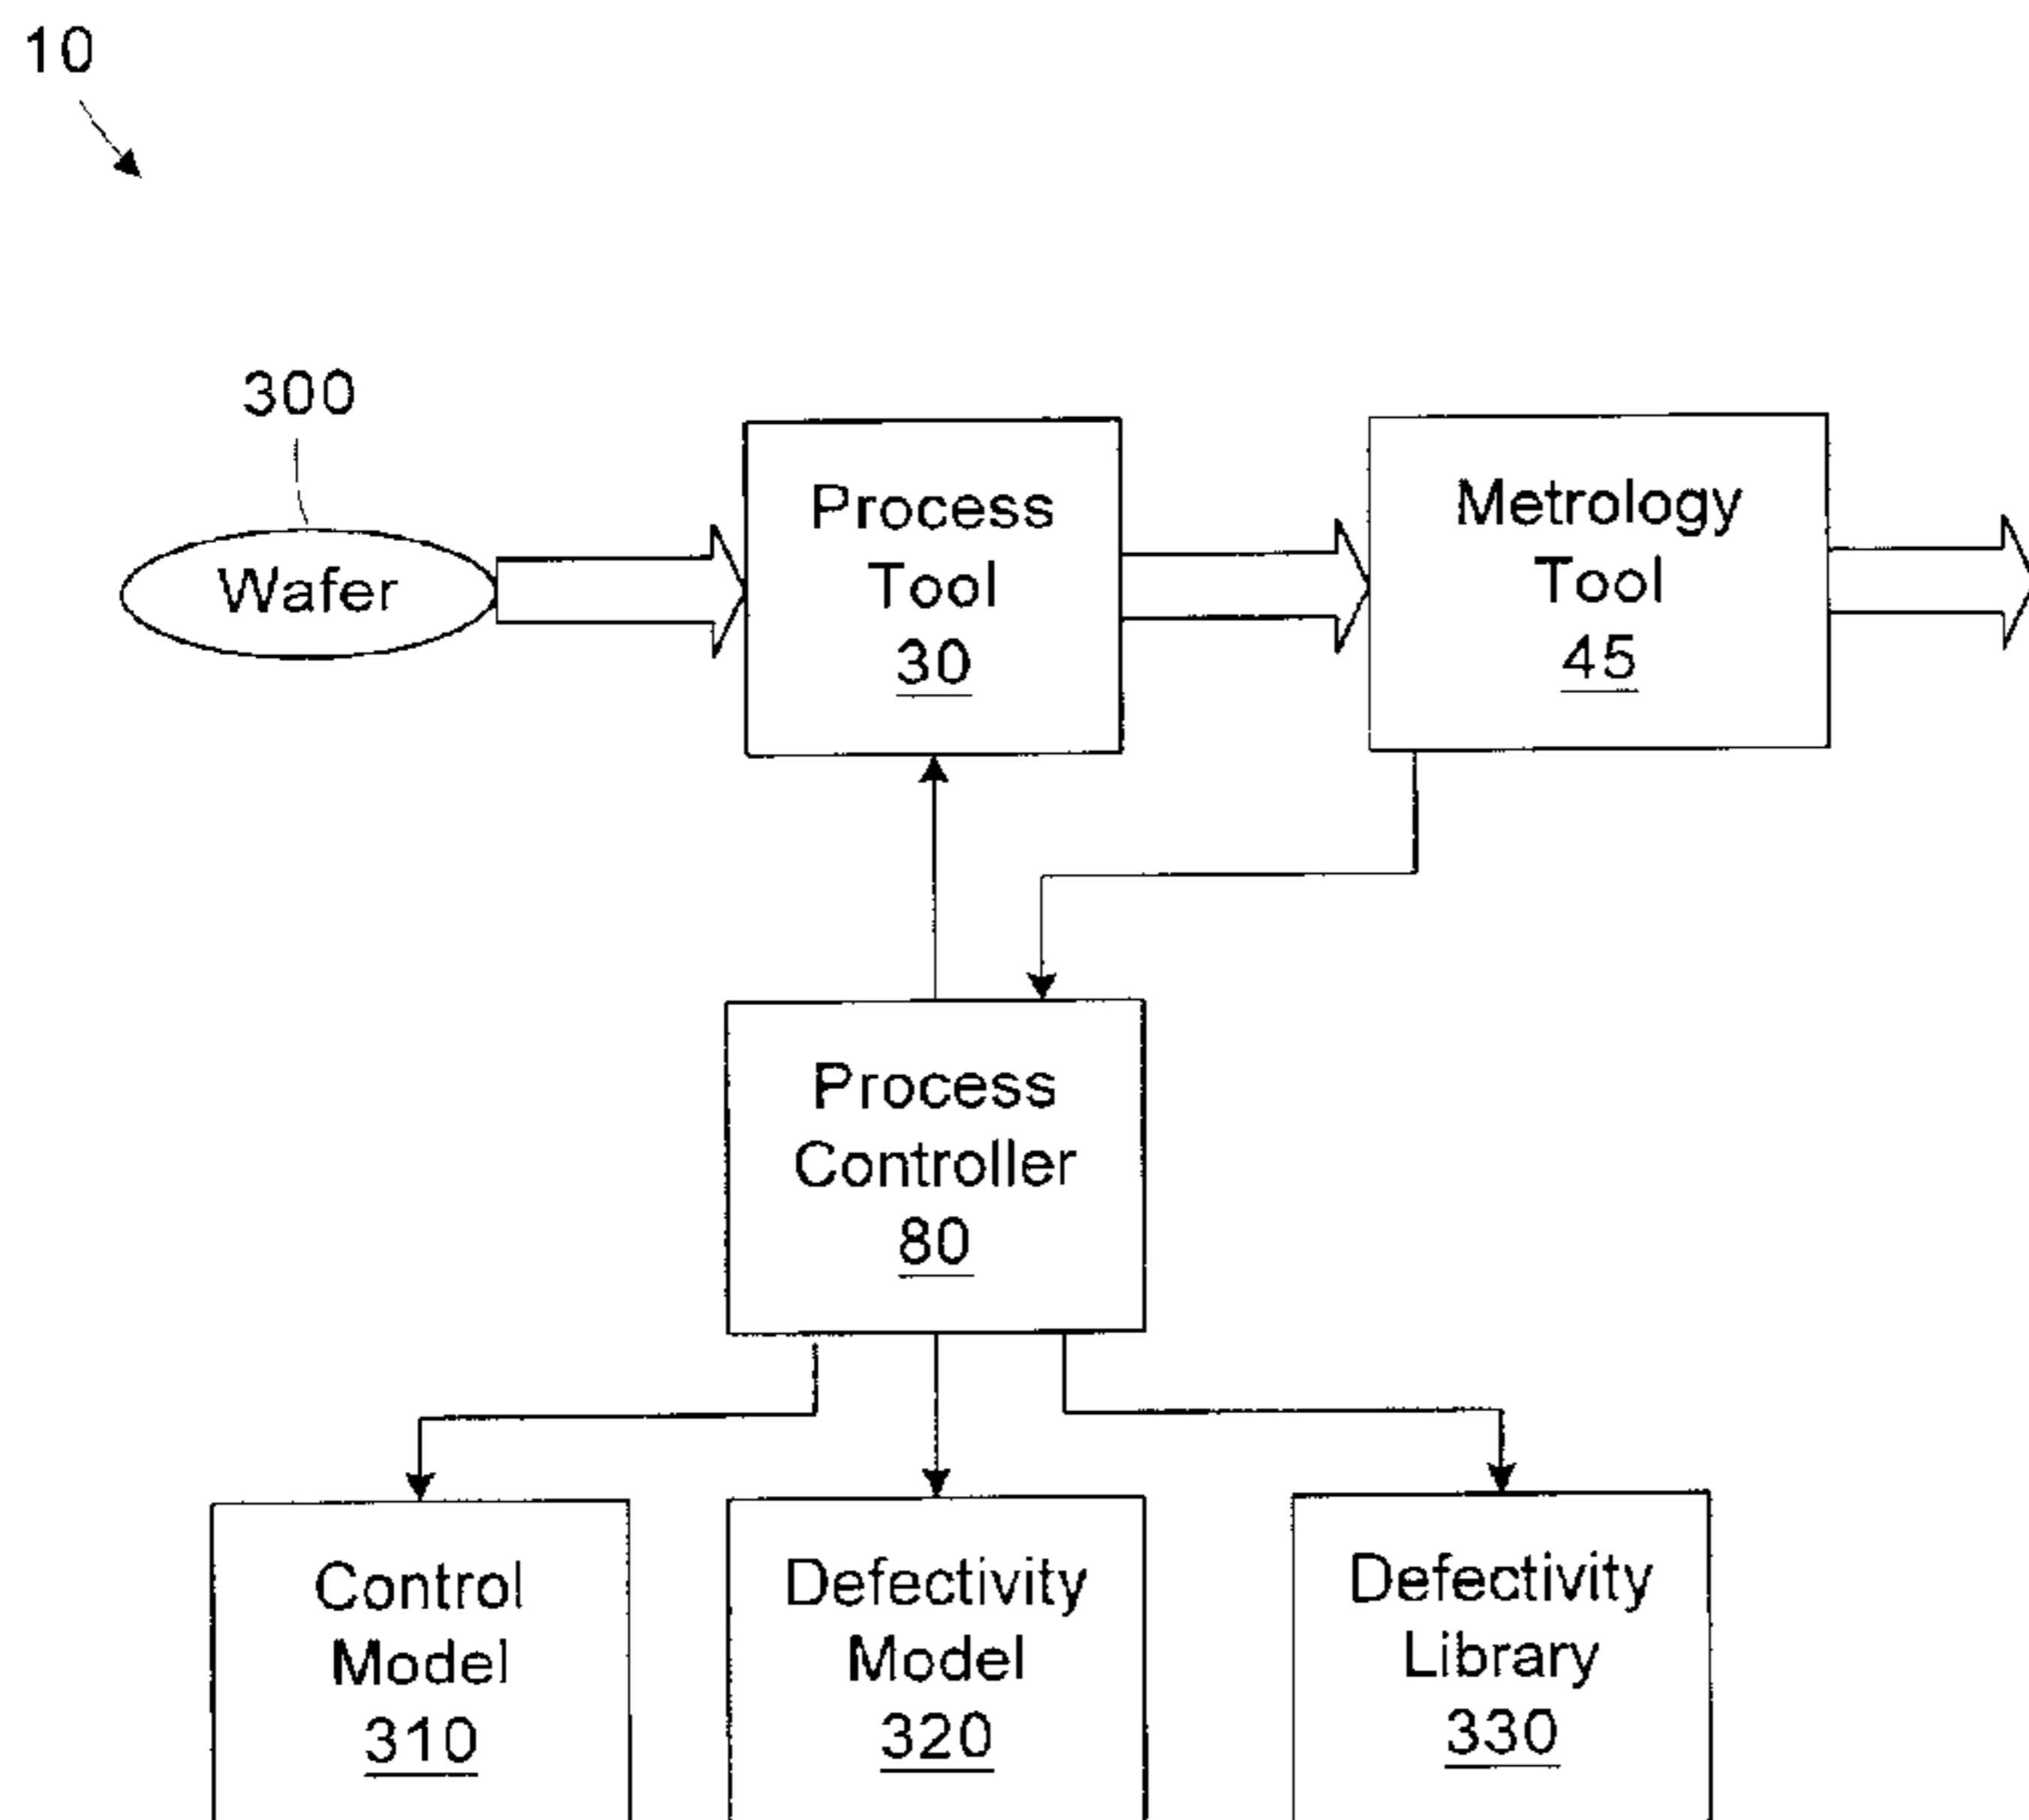 10
300
Wafer
Process
Tool
30
Metrology
Tool
45
Process
Controller
80
Control
Model
310
Defectivity
Model
320
Defectivity
Library
330